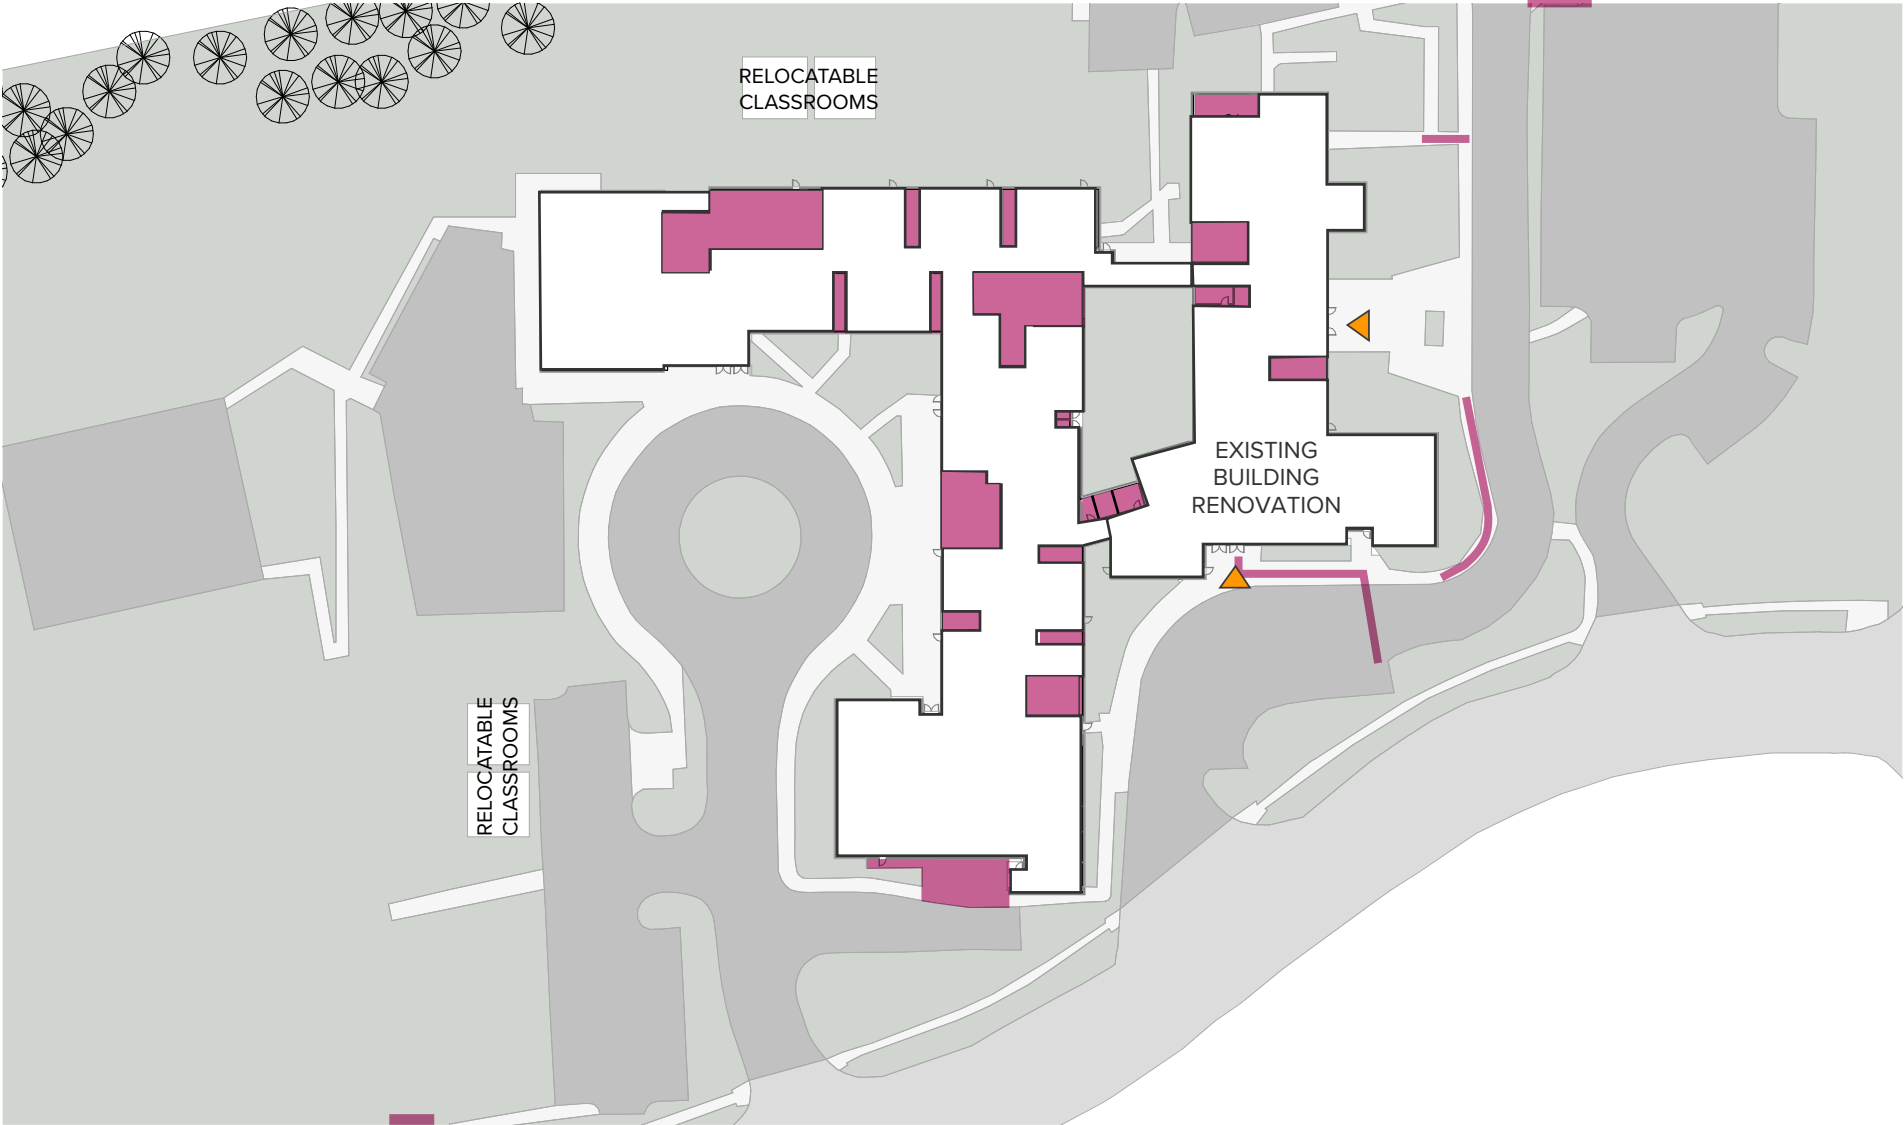 RELOCATABLE
CLASSROOMS
EXISTING
BUILDING
RENOVATION
RELOCATABLE
CLASSROOMS